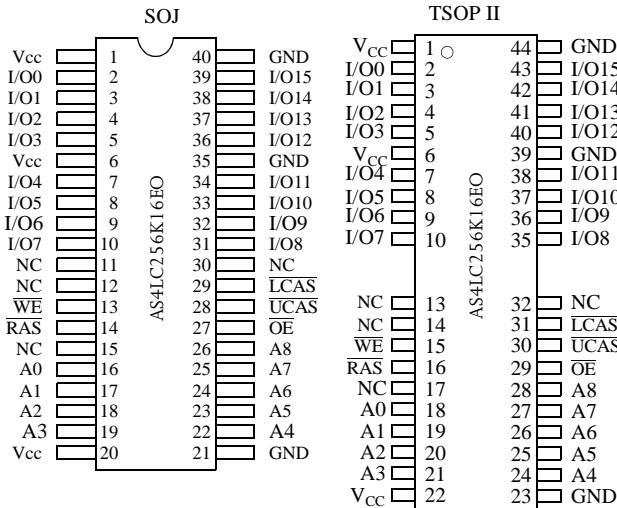 SOJ
Vcc 1 40 GND
I/O0 2 39 I/O15
I/O1 3 38 I/O14
I/O2 4 37 I/O13
I/O3 5 36 I/O12
Vcc 6 35 GND
I/O4 7 34 I/O11
I/O5 8 33 I/O10
I/O6 9 32 I/O9
I/O7 10 31 I/O8
NC 11 30 NC
NC 12 29 LCAS
WE 13 28 UCAS
RAS 14 27 OE
NC 15 26 A8
A0 16 25 A7
A1 17 24 A6
A2 18 23 A5
A3 19 22 A4
Vcc 20 21 GND
AS4LC256K16EO
TSOP II
VCC 1 44 GND
I/O0 2 43 I/O15
I/O1 3 42 I/O14
I/O2 4 41 I/O13
I/O3 5 40 I/O12
VCC 6 39 GND
I/O4 7 38 I/O11
I/O5 8 37 I/O10
I/O6 9 36 I/O9
I/O7 10 35 I/O8
NC 13 32 NC
NC 14 31 LCAS
WE 15 30 UCAS
RAS 16 29 OE
NC 17 28 A8
A0 18 27 A7
A1 19 26 A6
A2 20 25 A5
A3 21 24 A4
VCC 22 23 GND
AS4LC256K16EO